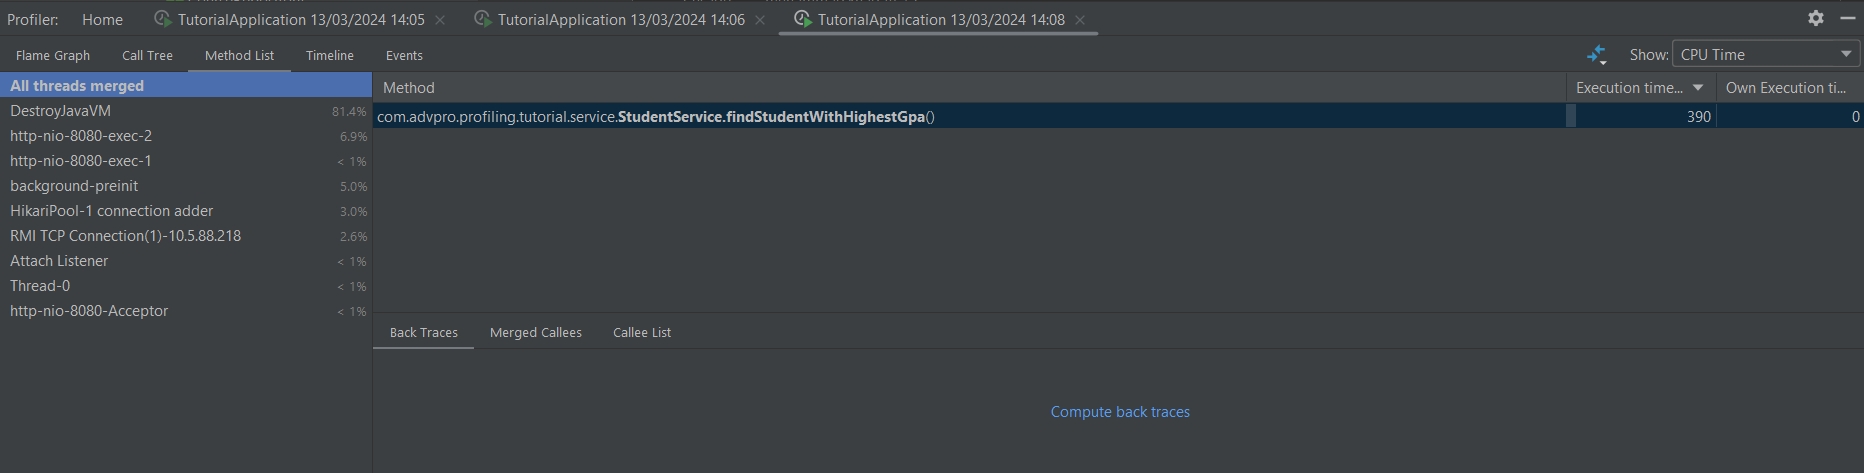 Profiler: Home TutorialApplication 13/03/2024 14:05 TutorialApplication 13/03/2024 14:06 TutorialApplication 13/03/2024 14:08
Flame Graph Call Tree Method List Timeline Events Show: CPU Time
All threads merged
DestroyJavaVM 81.4%
http-nio-8080-exec-2 6.9%
http-nio-8080-exec-1 < 1%
background-preinit 5.0%
HikariPool-1 connection adder 3.0%
RMI TCP Connection(1)-10.5.88.218 2.6%
Attach Listener < 1%
Thread-0 < 1%
http-nio-8080-Acceptor < 1%
Method Execution time... Own Execution ti...
com.advpro.profiling.tutorial.service.StudentService.findStudentWithHighestGpa() 390 0
Back Traces Merged Callees Callee List
Compute back traces